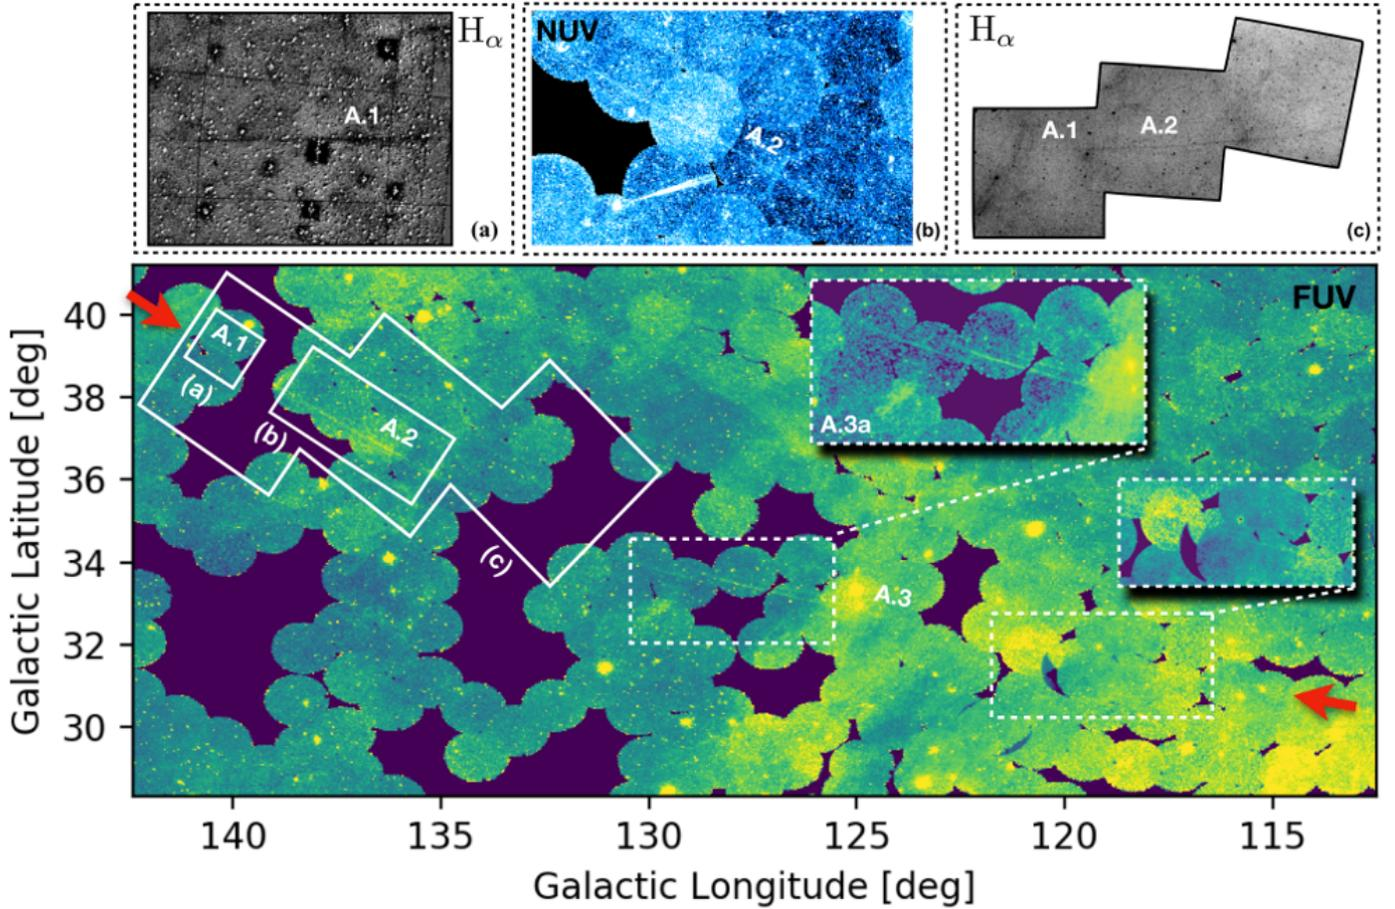 Hα
A.1
(a)
NUV
A.2
(b)
Hα
A.1
A.2
(c)
FUV
A.1
(a)
A.2
(b)
(c)
A.3a
A.3
40
38
36
34
32
30
Galactic Latitude [deg]
140
135
130
125
120
115
Galactic Longitude [deg]